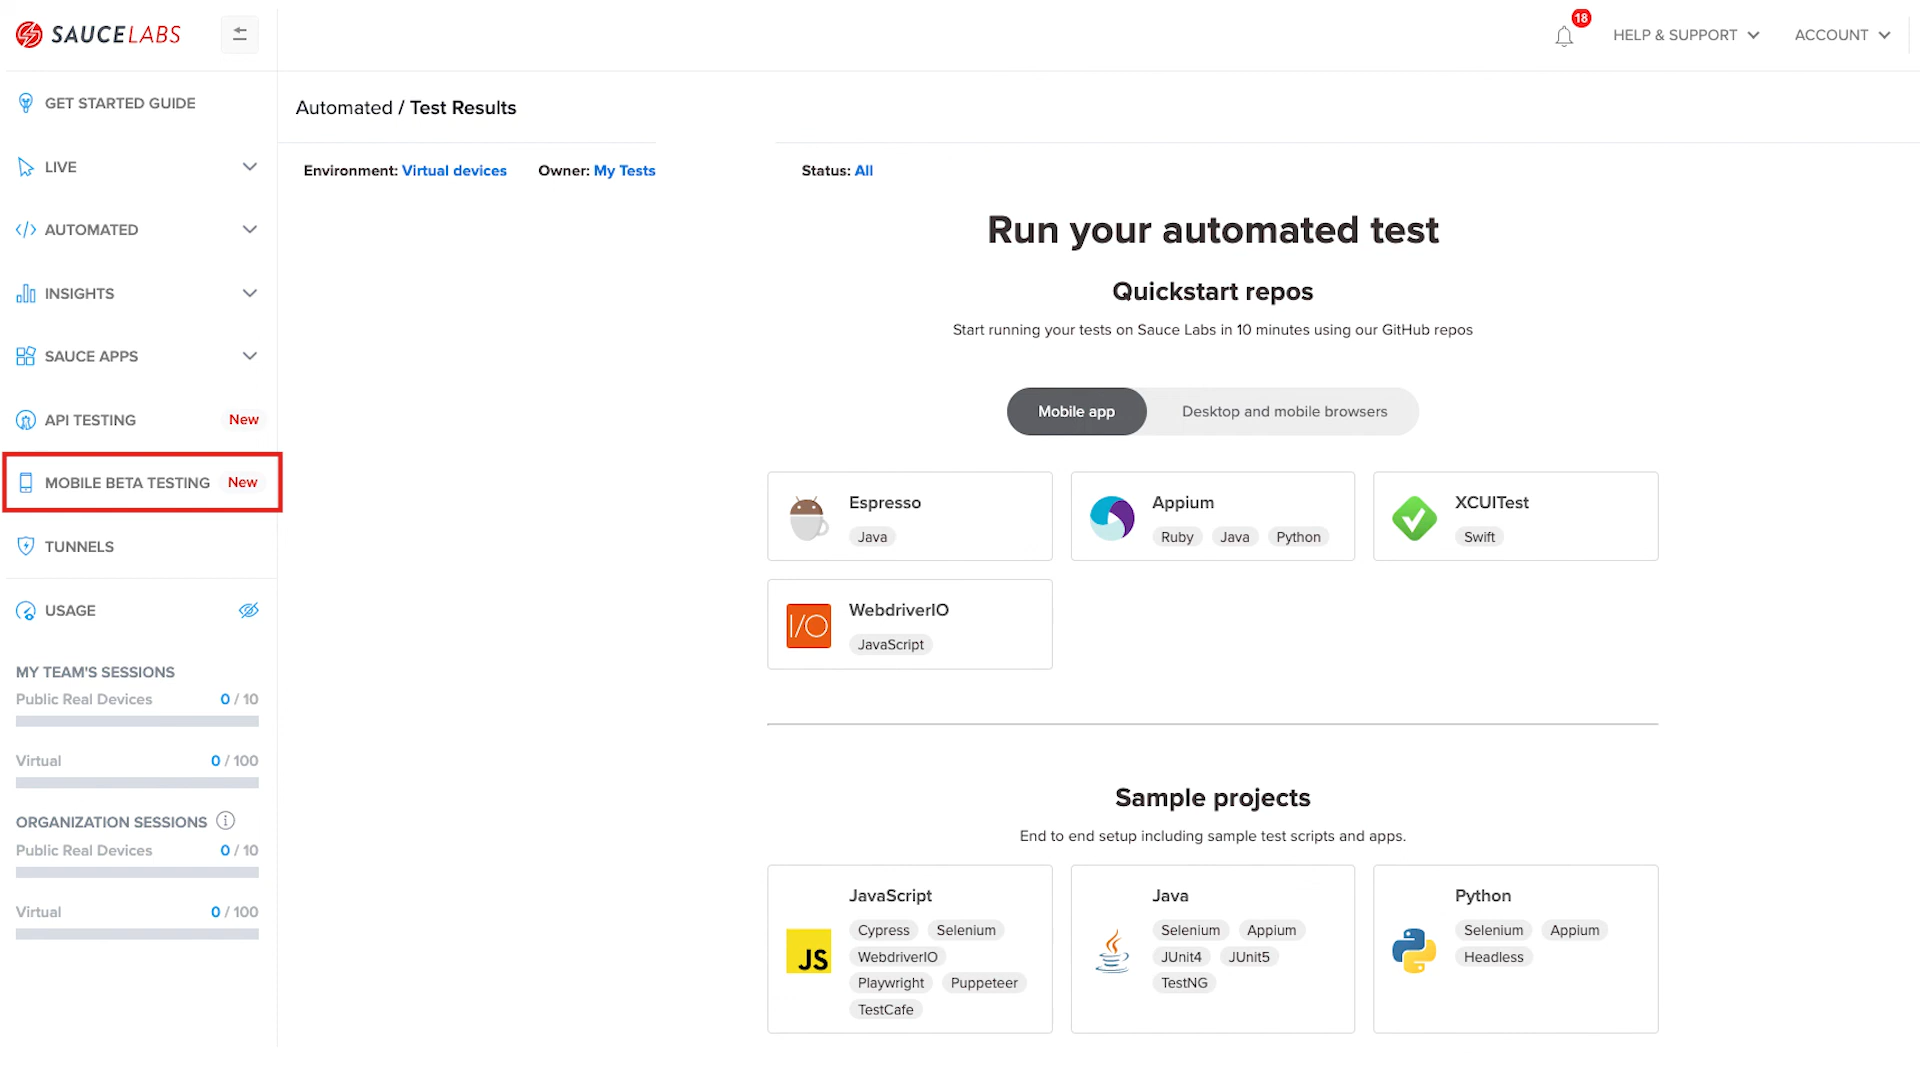 SAUCELABS
18
HELP & SUPPORT
ACCOUNT
GET STARTED GUIDE
LIVE
AUTOMATED
INSIGHTS
SAUCE APPS
API TESTING New
MOBILE BETA TESTING New
TUNNELS
USAGE
MY TEAM'S SESSIONS
Public Real Devices 0 / 10
Virtual 0 / 100
ORGANIZATION SESSIONS
Public Real Devices 0 / 10
Virtual 0 / 100
Automated / Test Results
Environment: Virtual devices Owner: My Tests Status: All
Run your automated test
Quickstart repos
Start running your tests on Sauce Labs in 10 minutes using our GitHub repos
Mobile app Desktop and mobile browsers
Espresso
Java
Appium
Ruby Java Python
XCUITest
Swift
I/O
WebdriverIO
JavaScript
Sample projects
End to end setup including sample test scripts and apps.
JS
JavaScript
Cypress Selenium
WebdriverIO
Playwright Puppeteer
TestCafe
Java
Selenium Appium
JUnit4 JUnit5
TestNG
Python
Selenium Appium
Headless